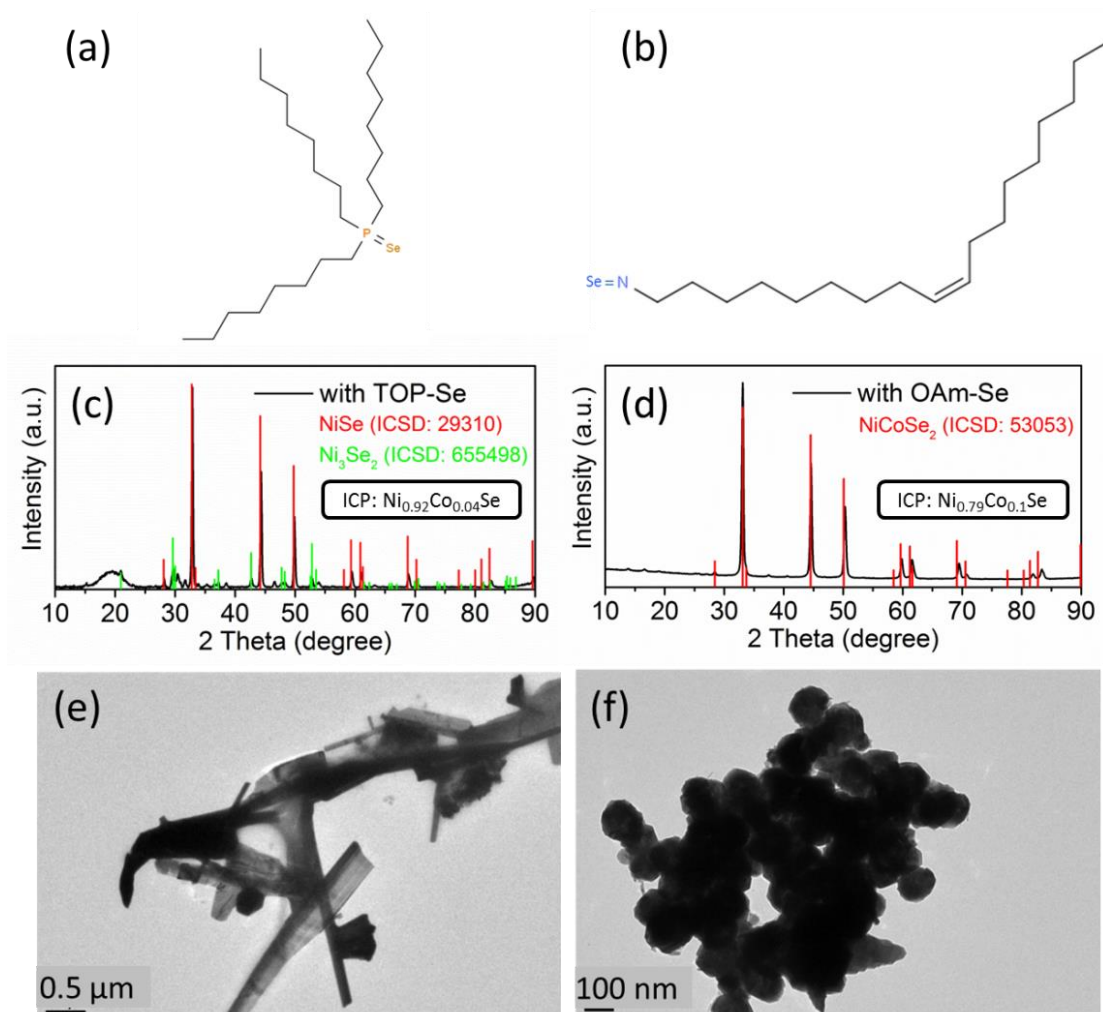 (a)
(b)
P
Se
Se=N
(c)
with TOP-Se
NiSe (ICSD: 29310)
Ni₃Se₂ (ICSD: 655498)
ICP: Ni₀.₉₂Co₀.₀₄Se
Intensity (a.u.)
10 20 30 40 50 60 70 80 90
2 Theta (degree)
(d)
with OAm-Se
NiCoSe₂ (ICSD: 53053)
ICP: Ni₀.₇₉Co₀.₁Se
Intensity (a.u.)
10 20 30 40 50 60 70 80 90
2 Theta (degree)
(e)
0.5 μm
(f)
100 nm